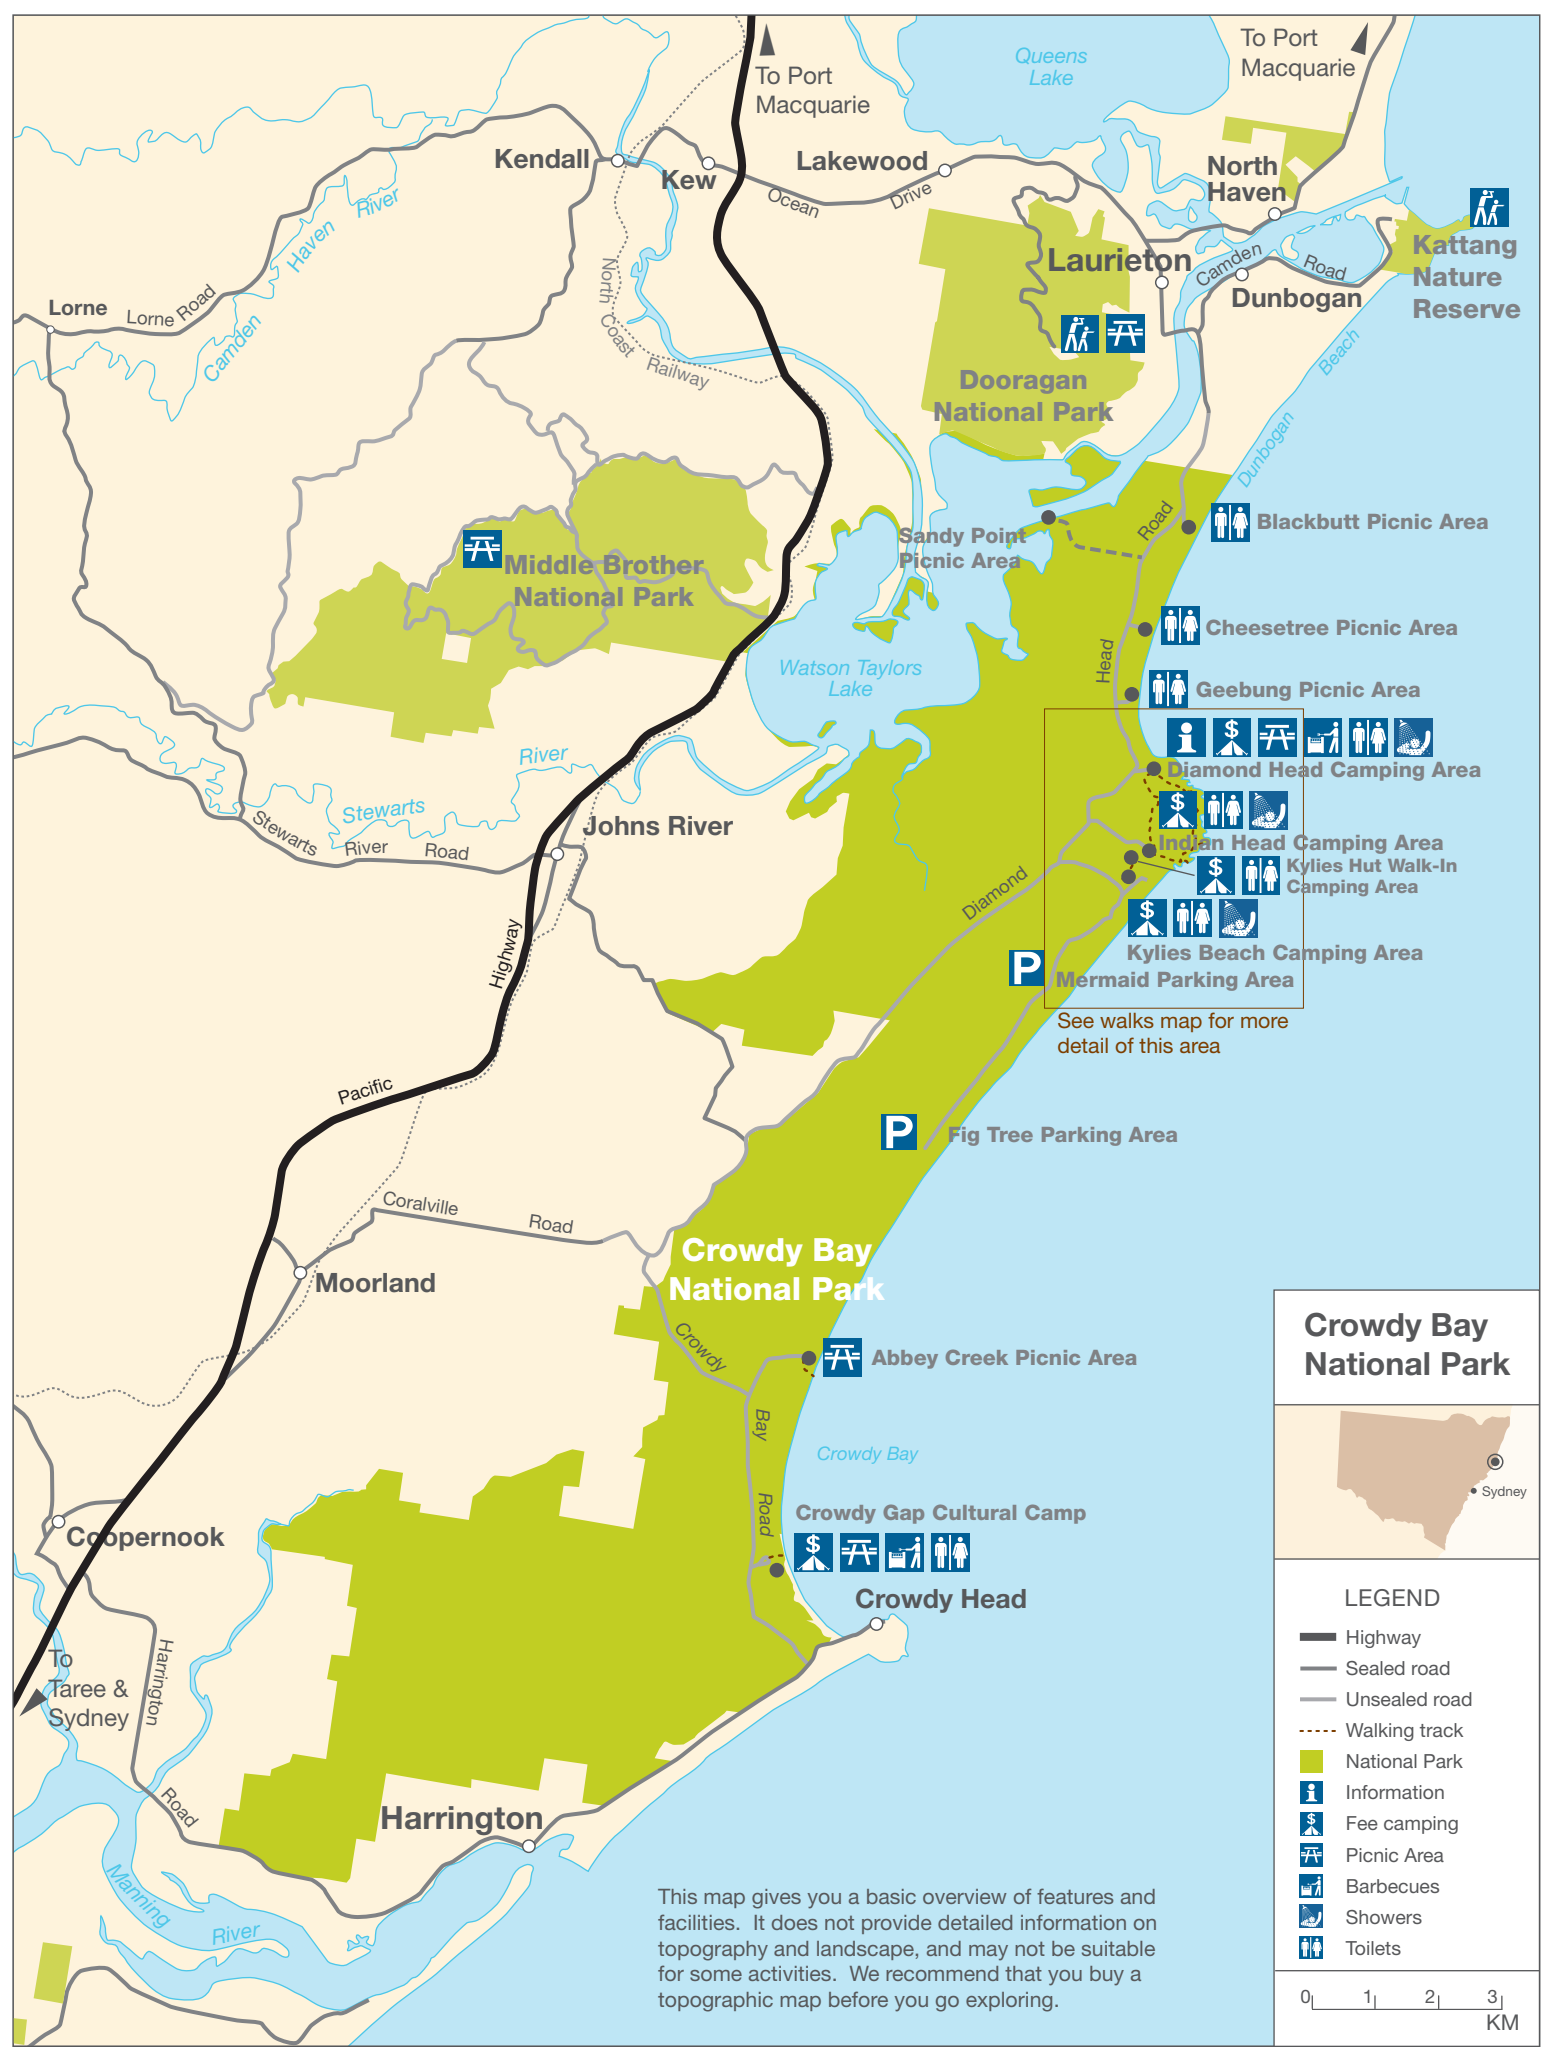 Queens
Lake
To Port
Macquarie
To Port
Macquarie
Kendall
Kew
Lakewood
North
Haven
Ocean
Drive
Haven
River
Camden
Laurieton
Camden
Road
Dunbogan
Kattang
Nature
Reserve
Lorne
Lorne
Road
North
Coast
Railway
Beach
Dunbogan
Dooragan
National Park
Sandy Point
Picnic Area
Road
Blackbutt Picnic Area
Middle Brother
National Park
Head
Cheesetree Picnic Area
Watson Taylors
Lake
Geebung Picnic Area
River
Stewarts
Diamond Head Camping Area
Stewarts
River
Road
Johns River
Indian Head Camping Area
Kylies Hut Walk-In
Camping Area
Diamond
Kylies Beach Camping Area
P
Mermaid Parking Area
See walks map for more
detail of this area
Highway
Pacific
P
Fig Tree Parking Area
Coralville
Road
Moorland
Crowdy Bay
National Park
Crowdy
Bay
Road
Abbey Creek Picnic Area
Crowdy Bay
Crowdy Gap Cultural Camp
Crowdy Head
Coopernook
To
Taree &
Sydney
Harrington
Road
Harrington
Manning
River
This map gives you a basic overview of features and
facilities.  It does not provide detailed information on
topography and landscape, and may not be suitable
for some activities.  We recommend that you buy a
topographic map before you go exploring.
Crowdy Bay
National Park
Sydney
LEGEND
Highway
Sealed road
Unsealed road
Walking track
National Park
Information
Fee camping
Picnic Area
Barbecues
Showers
Toilets
0 1 2 3
KM